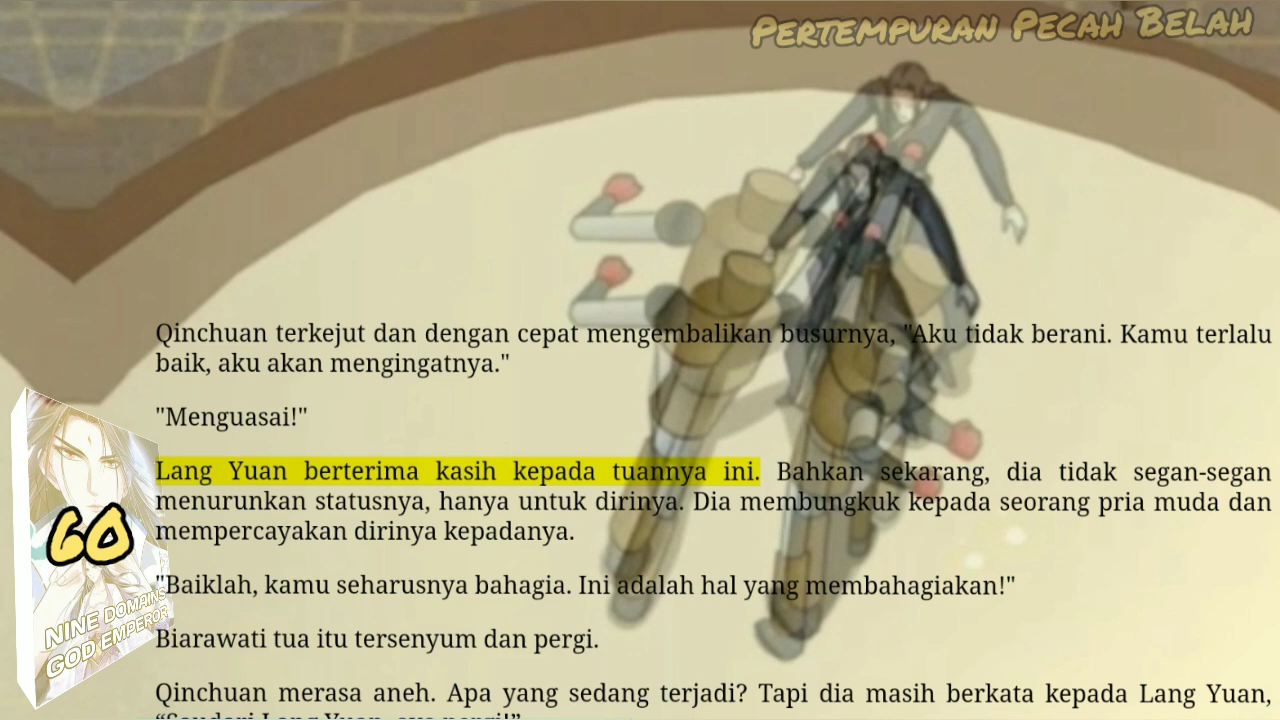 PERTEMPURAN PECAH BELAH
Qinchuan terkejut dan dengan cepat mengembalikan busurnya, "Aku tidak berani. Kamu terlalu
baik, aku akan mengingatnya."
"Menguasai!"
Lang Yuan berterima kasih kepada tuannya ini. Bahkan sekarang, dia tidak segan-segan
menurunkan statusnya, hanya untuk dirinya. Dia membungkuk kepada seorang pria muda dan
mempercayakan dirinya kepadanya.
"Baiklah, kamu seharusnya bahagia. Ini adalah hal yang membahagiakan!"
Biarawati tua itu tersenyum dan pergi.
Qinchuan merasa aneh. Apa yang sedang terjadi? Tapi dia masih berkata kepada Lang Yuan,
60
NINE DOMAINS
GOD EMPEROR